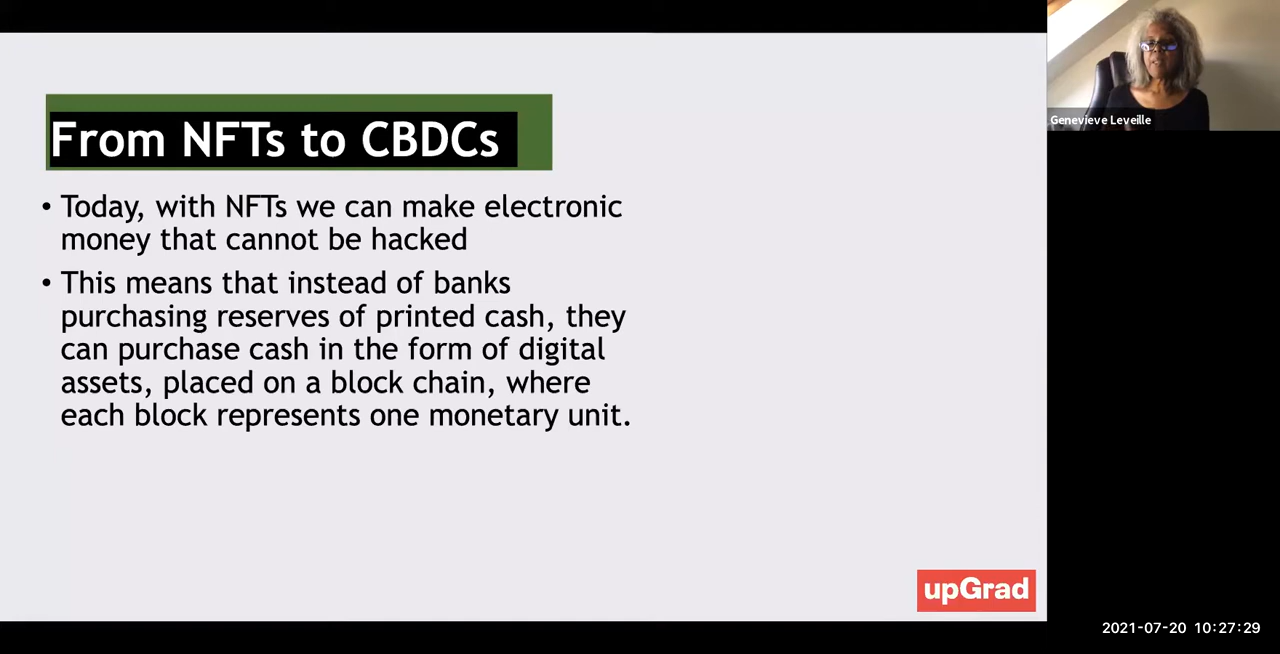 From NFTs to CBDCs
• Today, with NFTs we can make electronic
money that cannot be hacked
• This means that instead of banks
purchasing reserves of printed cash, they
can purchase cash in the form of digital
assets, placed on a block chain, where
each block represents one monetary unit.
upGrad
Genevieve Leveille
2021-07-20 10:27:29